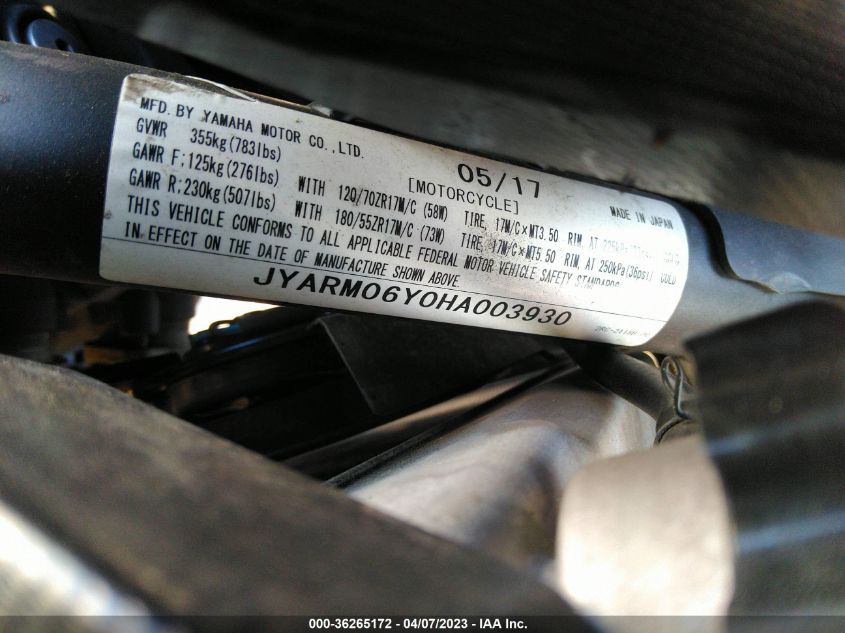 MFD. BY YAMAHA MOTOR CO.,LTD.
05/17
GVWR 355kg(783lbs)
[MOTORCYCLE]
MADE IN JAPAN
GAWR F;125kg(276lbs) WITH 120/70ZR17M/C (58W) TIRE, 17M/C×MT3.50 RIM, AT
GAWR R;230kg(507lbs) WITH 180/55ZR17M/C (73W) TIRE, 17M/C×MT5.50 RIM, AT 250kPa(36psi) COLD
THIS VEHICLE CONFORMS TO ALL APPLICABLE FEDERAL MOTOR VEHICLE SAFETY STANDARDS
IN EFFECT ON THE DATE OF MANUFACTURE SHOWN ABOVE.
JYARM06Y0HA003930
000-36265172 - 04/07/2023 - IAA Inc.